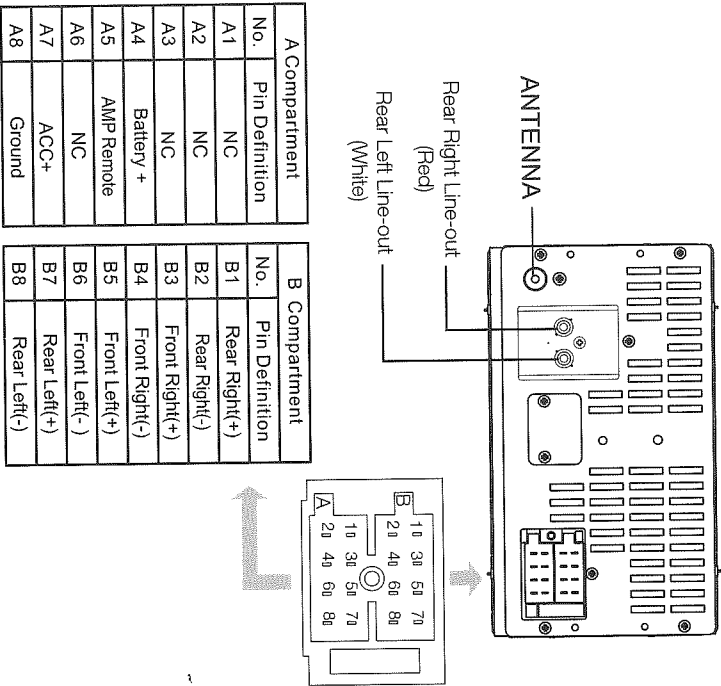 ANTENNA
Rear Right Line-out
(Red)
Rear Left Line-out
(White)
B
1 3 5 7
2 4 6 8
A
1 3 5 7
2 4 6 8
A Compartment
No. Pin Definition
A1 NC
A2 NC
A3 NC
A4 Battery +
A5 AMP Remote
A6 NC
A7 ACC+
A8 Ground
B Compartment
No. Pin Definition
B1 Rear Right(+)
B2 Rear Right(-)
B3 Front Right(+)
B4 Front Right(-)
B5 Front Left(+)
B6 Front Left(-)
B7 Rear Left(+)
B8 Rear Left(-)